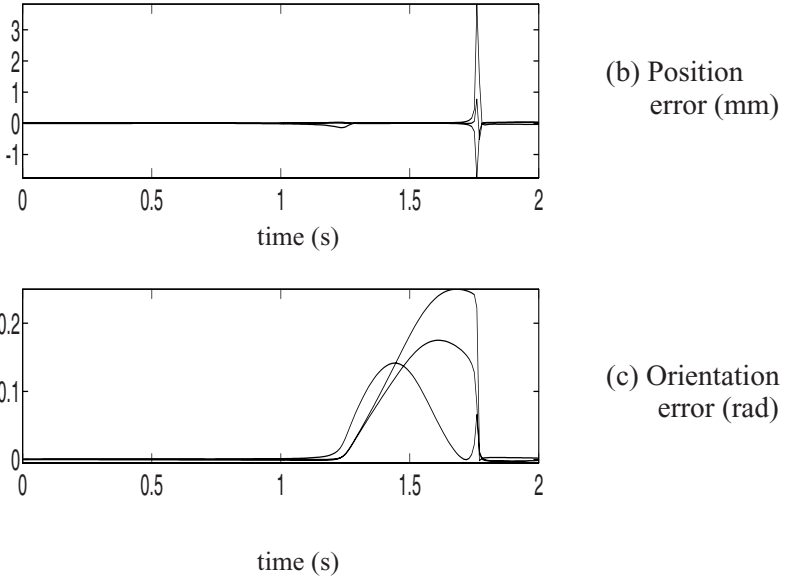 3
2
1
0
-1
0 0.5 1 1.5 2
time (s)
(b) Position
error (mm)
0.2
0.1
0
0 0.5 1 1.5 2
time (s)
(c) Orientation
error (rad)